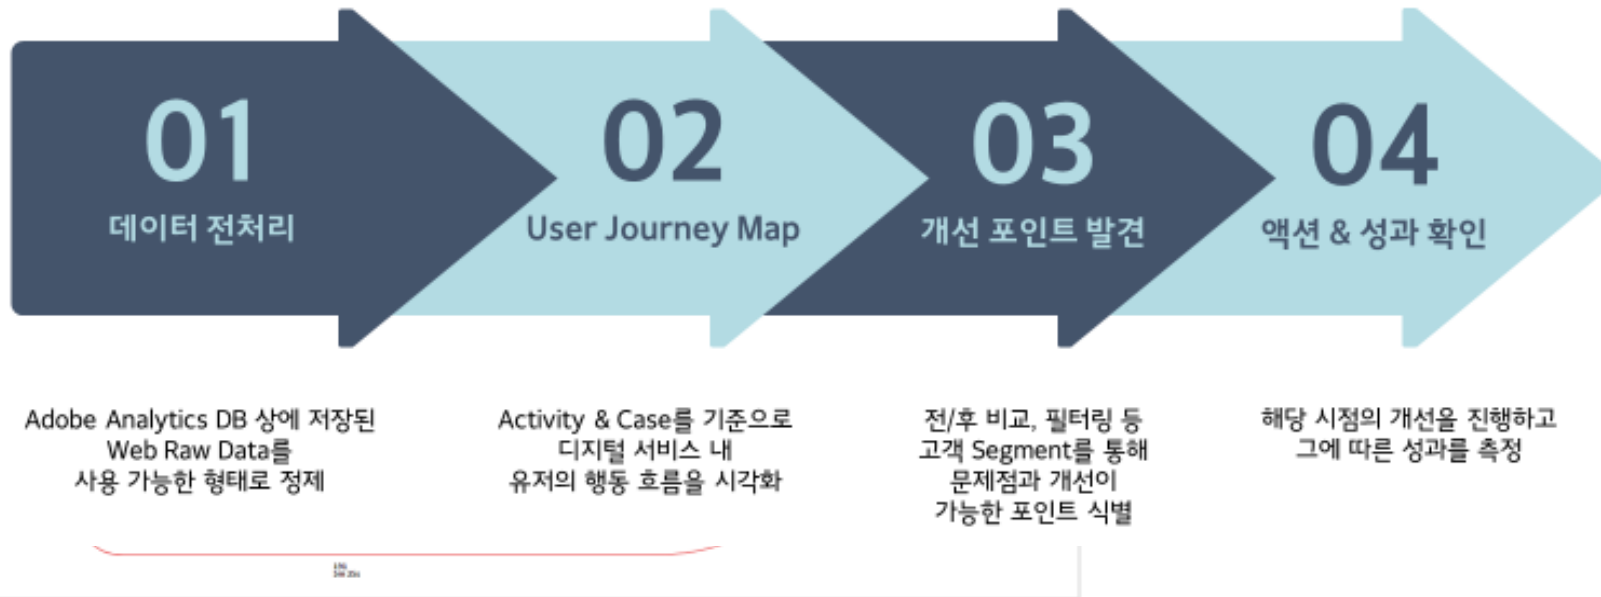 01
데이터 전처리
02
User Journey Map
03
개선 포인트 발견
04
액션 & 성과 확인
Adobe Analytics DB 상에 저장된
Web Raw Data를
사용 가능한 형태로 정제
Activity & Case를 기준으로
디지털 서비스 내
유저의 행동 흐름을 시각화
전/후 비교, 필터링 등
고객 Segment를 통해
문제점과 개선이
가능한 포인트 식별
해당 시점의 개선을 진행하고
그에 따른 성과를 측정